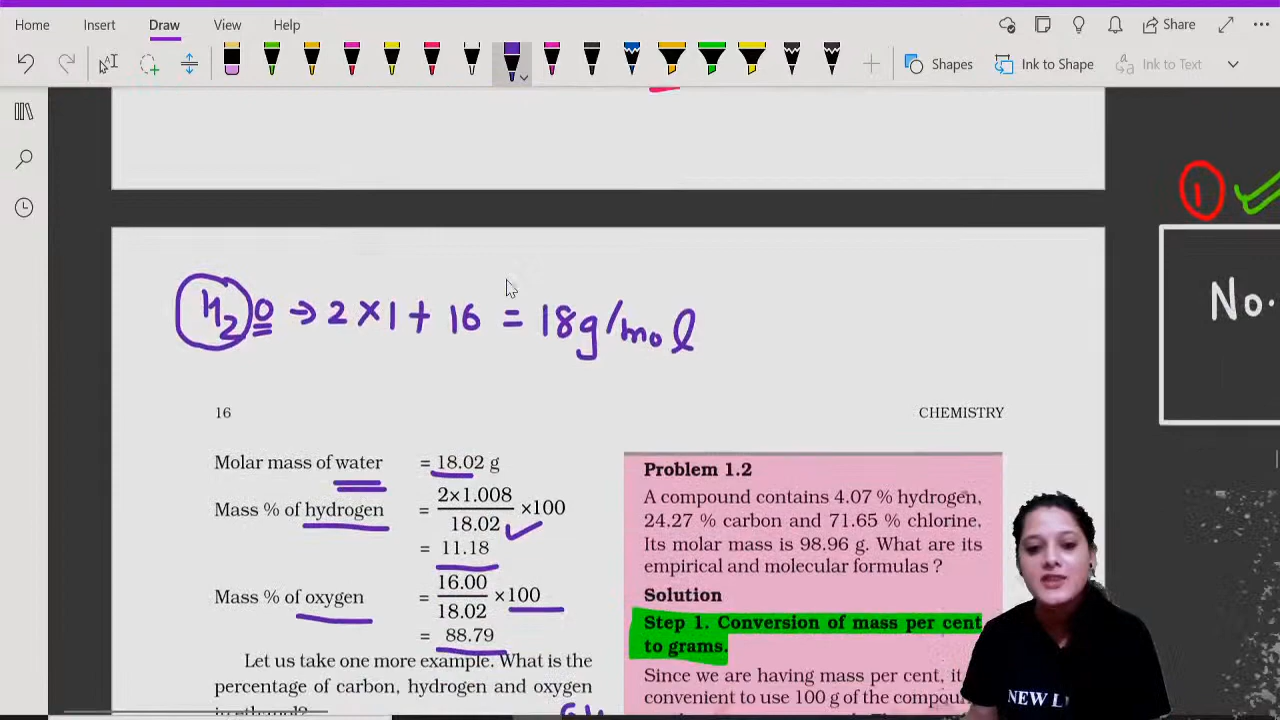 Home Insert Draw View Help Share
Shapes Ink to Shape Ink to Text
1
No.
H2O → 2 × 1 + 16 = 18g/mol
16 CHEMISTRY
Molar mass of water = 18.02 g
Mass % of hydrogen = 2×1.008 / 18.02 ×100
= 11.18
Mass % of oxygen = 16.00 / 18.02 ×100
= 88.79
Let us take one more example. What is the
percentage of carbon, hydrogen and oxygen
in ethanol?
Problem 1.2
A compound contains 4.07 % hydrogen,
24.27 % carbon and 71.65 % chlorine.
Its molar mass is 98.96 g. What are its
empirical and molecular formulas ?
Solution
Step 1. Conversion of mass per cent
to grams.
Since we are having mass per cent, it
convenient to use 100 g of the
NEW